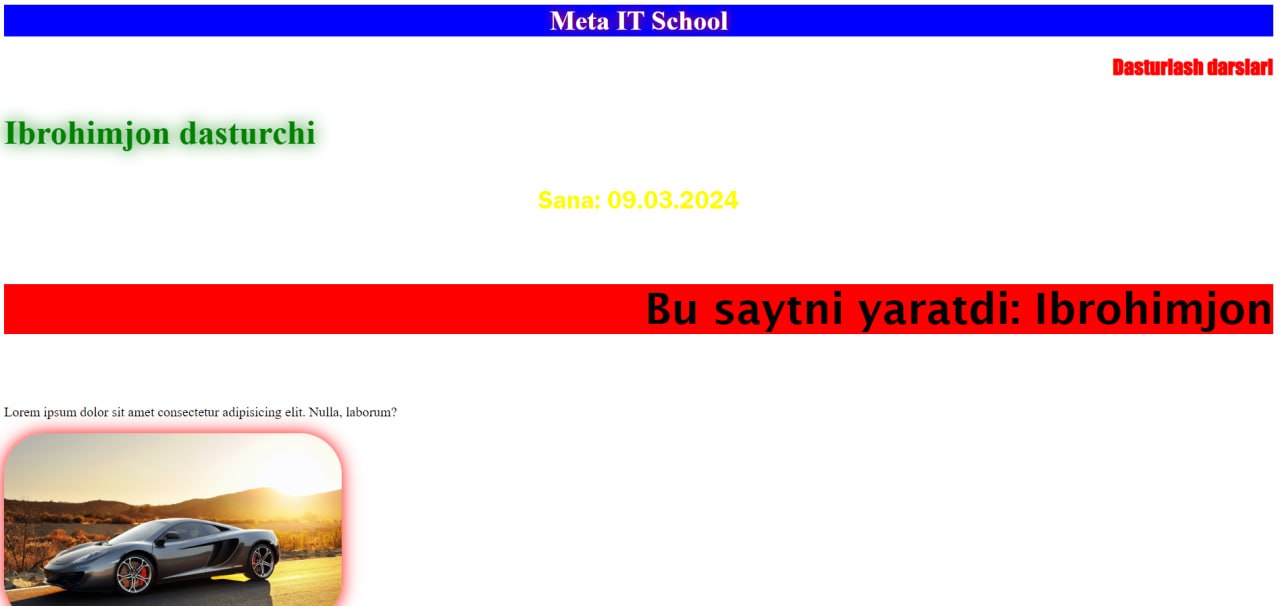 Meta IT School
Dasturlash darslari
Ibrohimjon dasturchi
Sana: 09.03.2024
Bu saytni yaratdi: Ibrohimjon
Lorem ipsum dolor sit amet consectetur adipisicing elit. Nulla, laborum?